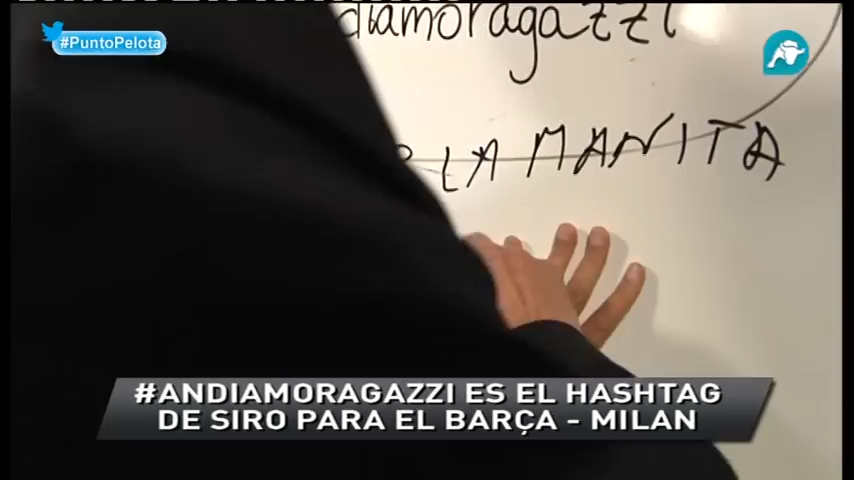 #PuntoPelota
diamoragazzi
LA MANITA
#ANDIAMORAGAZZI ES EL HASHTAG
DE SIRO PARA EL BARÇA - MILAN